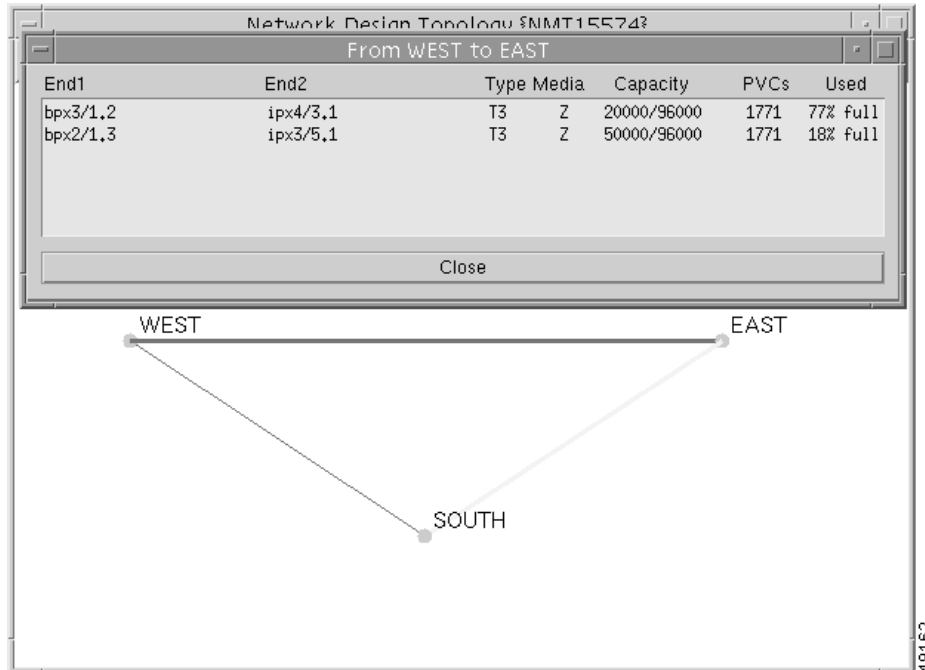 Network Design Topology {NMT15574}
From WEST to EAST
End1 End2 Type Media Capacity PVCs Used
bpx3/1.2 ipx4/3.1 T3 Z 20000/96000 1771 77% full
bpx2/1.3 ipx3/5.1 T3 Z 50000/96000 1771 18% full
Close
WEST
EAST
SOUTH
49162